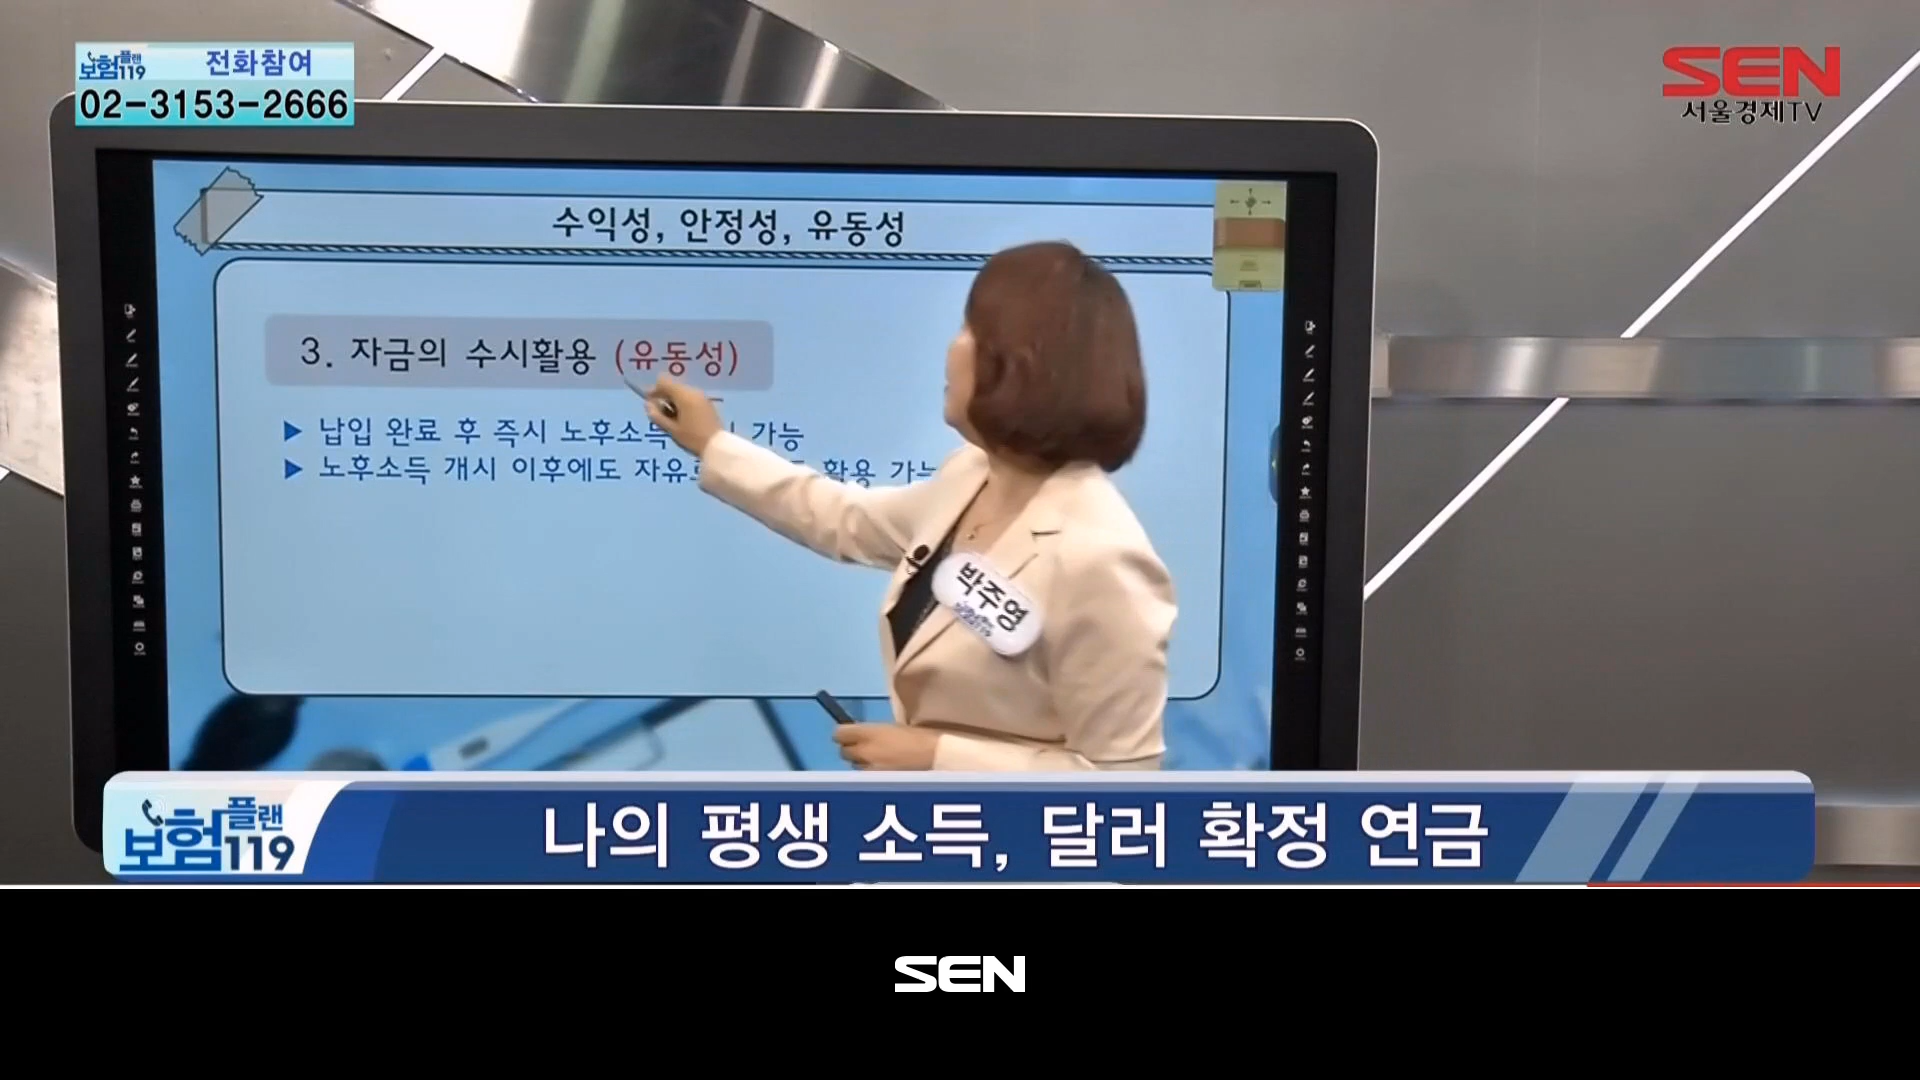 보험플랜119 전화참여
02-3153-2666
SEN
서울경제TV
수익성, 안정성, 유동성
3. 자금의 수시활용 (유동성)
▶ 납입 완료 후 즉시 노후소득 가능
▶ 노후소득 개시 이후에도 활용
박주영
보험플랜119
나의 평생 소득, 달러 확정 연금
SEN